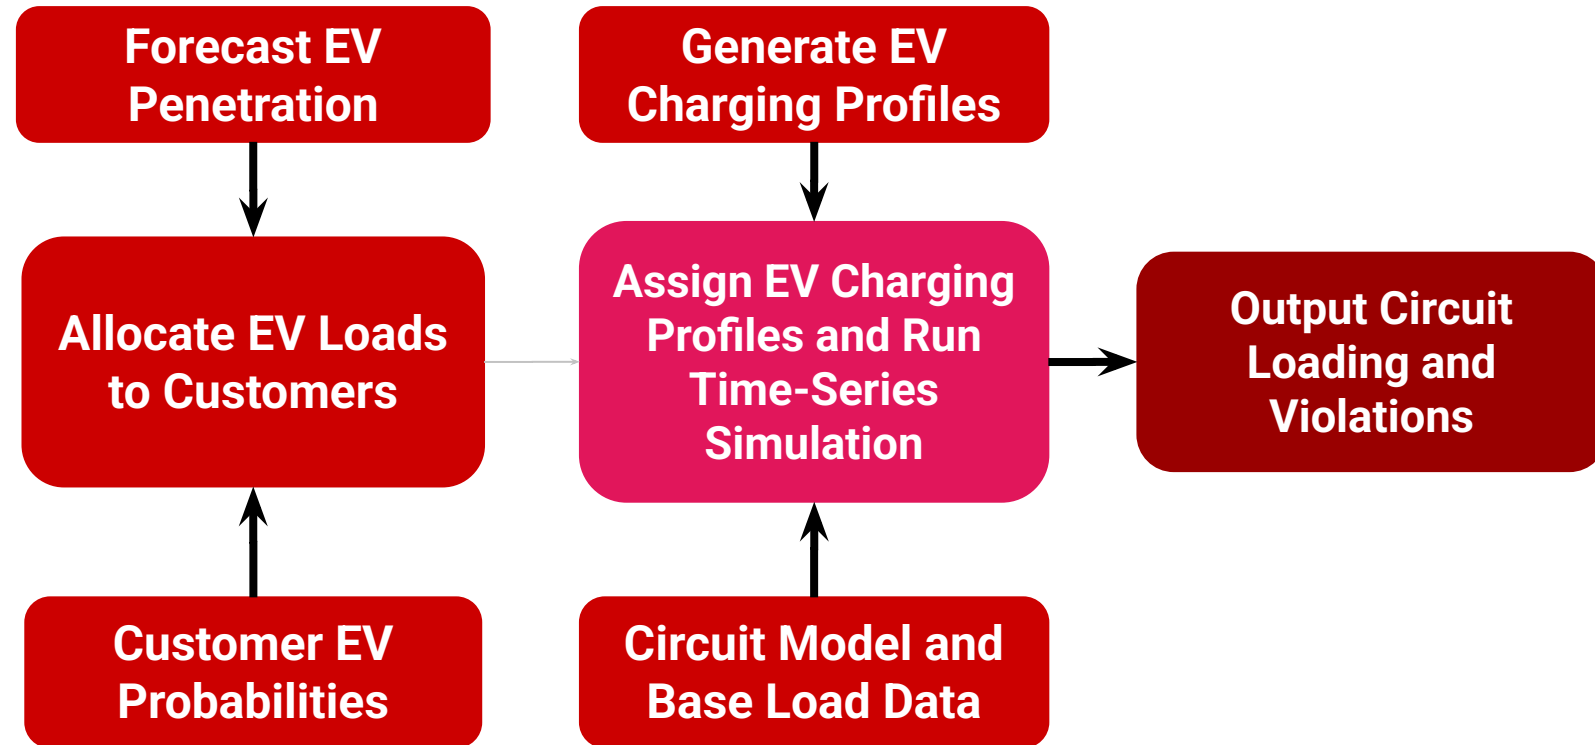 Forecast EV
Penetration
Generate EV
Charging Profiles
Allocate EV Loads
to Customers
Assign EV Charging
Profiles and Run
Time-Series
Simulation
Output Circuit
Loading and
Violations
Customer EV
Probabilities
Circuit Model and
Base Load Data